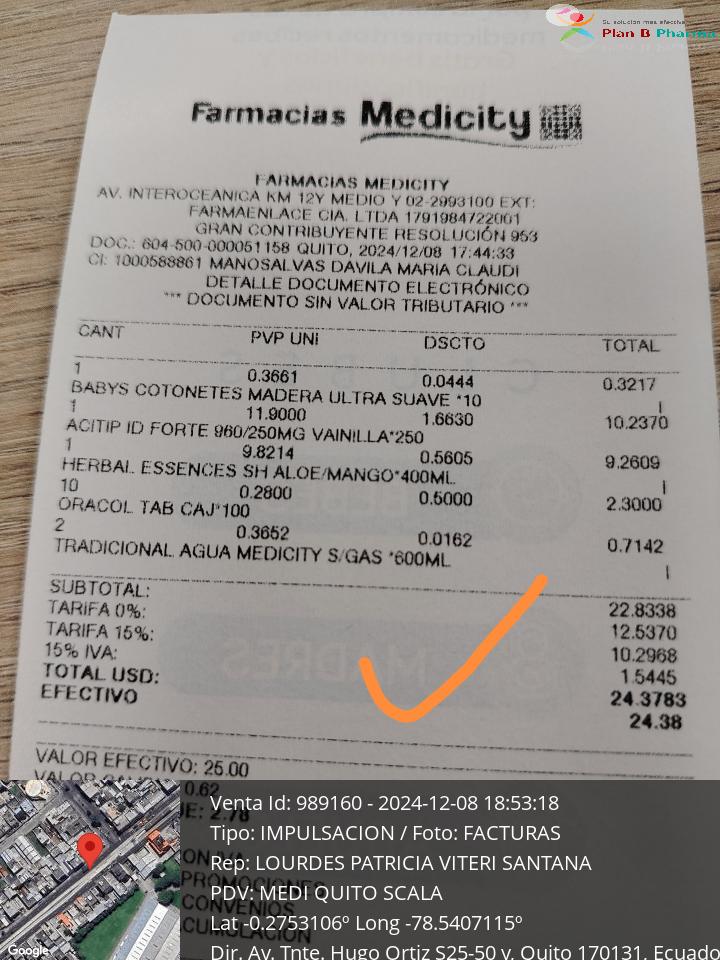 Su solución más efectiva
Plan B Pharma
Farmacias Medicity
FARMACIAS MEDICITY
AV. INTEROCEANICA KM 12Y MEDIO Y 02-2993100 EXT:
FARMAENLACE CIA. LTDA 1791984722001
GRAN CONTRIBUYENTE RESOLUCIÓN 953
DOC.: 604-500-000051158 QUITO, 2024/12/08 17:44:33
CI: 1000588861 MANOSALVAS DAVILA MARIA CLAUDI
DETALLE DOCUMENTO ELECTRÓNICO
*** DOCUMENTO SIN VALOR TRIBUTARIO ***
CANT PVP UNI DSCTO TOTAL
1 0.3661 0.0444 0.3217
BABYS COTONETES MADERA ULTRA SUAVE *10 I
1 11.9000 1.6630 10.2370
ACITIP ID FORTE 960/250MG VAINILLA*250
1 9.8214 0.5605 9.2609
HERBAL ESSENCES SH ALOE/MANGO*400ML I
10 0.2800 0.5000 2.3000
ORACOL TAB CAJ*100
2 0.3652 0.0162 0.7142
TRADICIONAL AGUA MEDICITY S/GAS *600ML I
SUBTOTAL: 22.8338
TARIFA 0%: 12.5370
TARIFA 15%: 10.2968
15% IVA: 1.5445
TOTAL USD: 24.3783
EFECTIVO 24.38
VALOR EFECTIVO: 25.00
VALOR 0.62
: 2.78
PROMOCIONES
CONVENIOS
Venta Id: 989160 - 2024-12-08 18:53:18
Tipo: IMPULSACION / Foto: FACTURAS
Rep: LOURDES PATRICIA VITERI SANTANA
PDV: MEDI QUITO SCALA
Lat -0.2753106º Long -78.5407115º
Dir. Av. Tnte. Hugo Ortiz S25-50 y, Quito 170131, Ecuado
Google